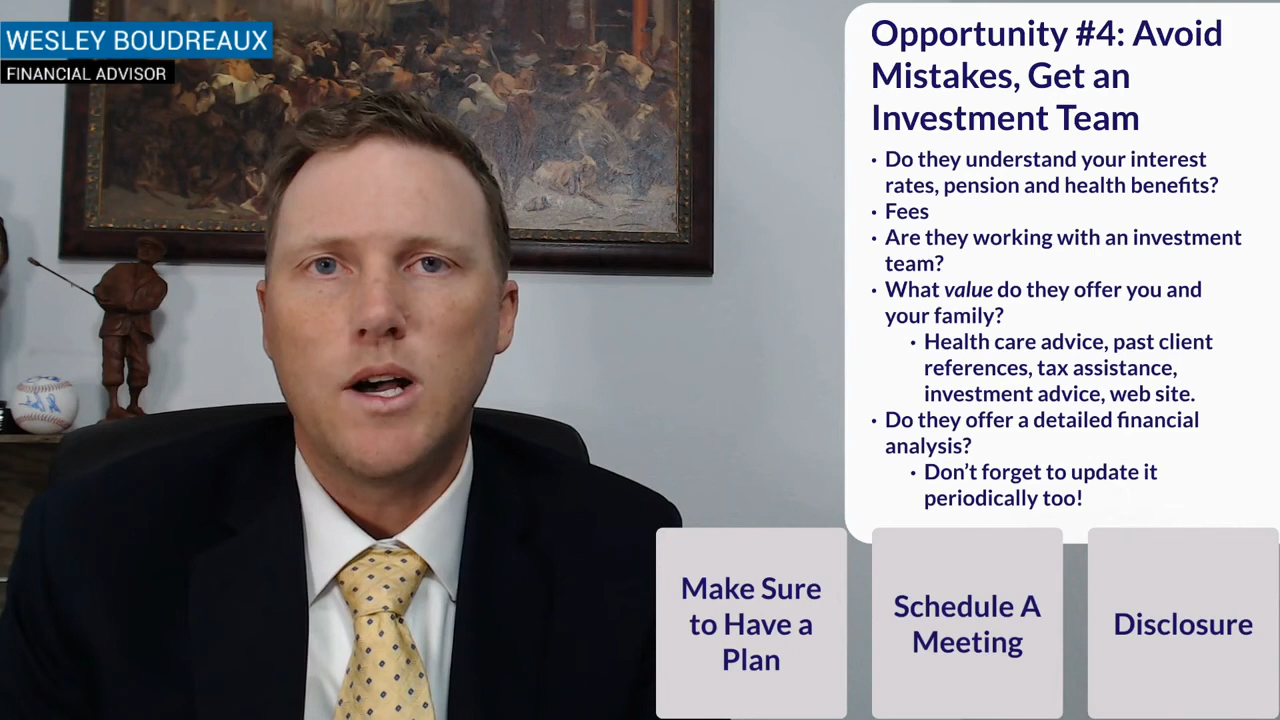 WESLEY BOUDREAUX
FINANCIAL ADVISOR
Opportunity #4: Avoid
Mistakes, Get an
Investment Team
• Do they understand your interest
rates, pension and health benefits?
• Fees
• Are they working with an investment
team?
• What value do they offer you and
your family?
• Health care advice, past client
references, tax assistance,
investment advice, web site.
• Do they offer a detailed financial
analysis?
• Don't forget to update it
periodically too!
Make Sure
to Have a
Plan
Schedule A
Meeting
Disclosure